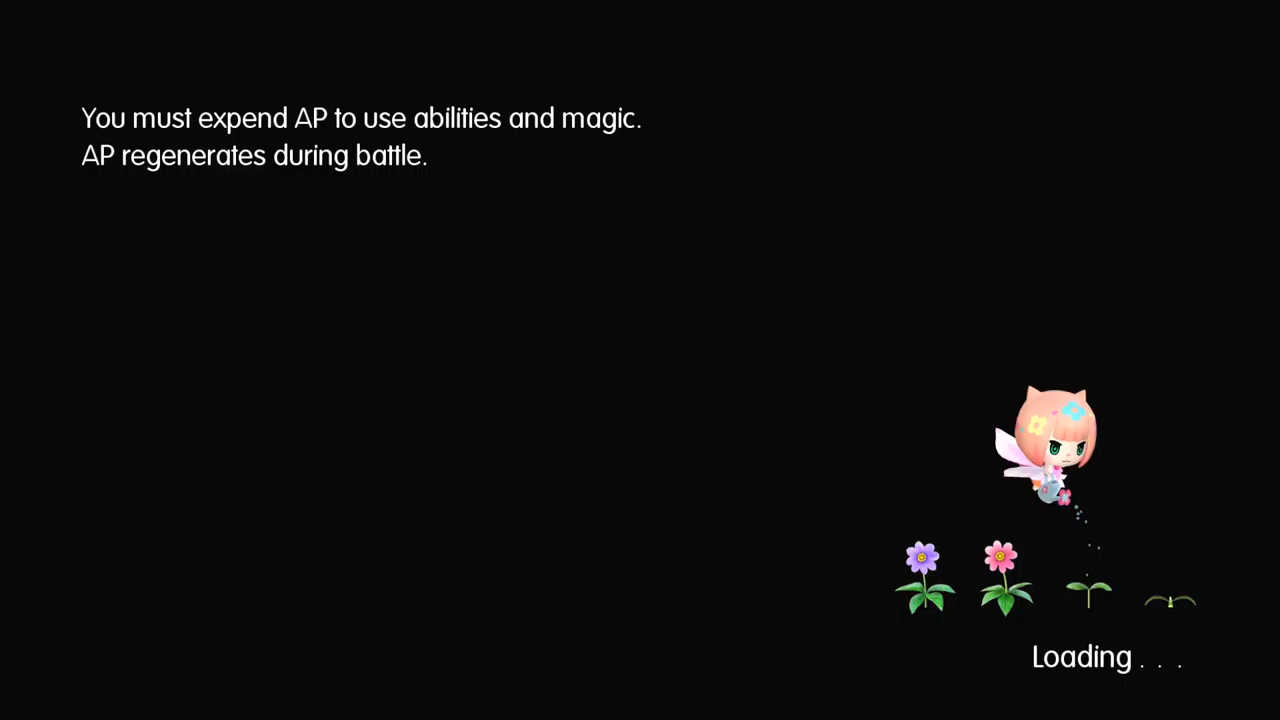 You must expend AP to use abilities and magic.
AP regenerates during battle.
Loading . . .